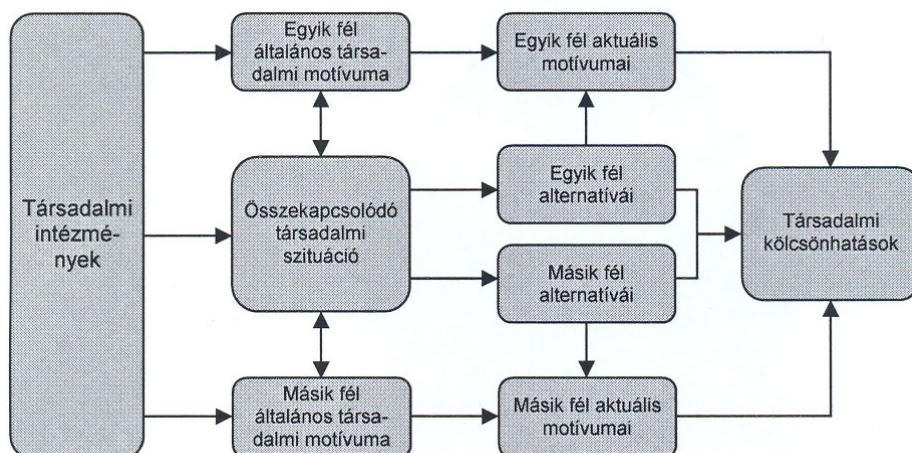 Társadalmi
intézmé-
nyek
Egyik fél
általános társa-
dalmi motívuma
Egyik fél aktuális
motívumai
Összekapcsolódó
társadalmi
szituáció
Egyik fél
alternatívái
Másik fél
alternatívái
Másik fél
általános társa-
dalmi motívuma
Másik fél aktuális
motívumai
Társadalmi
kölcsönhatások